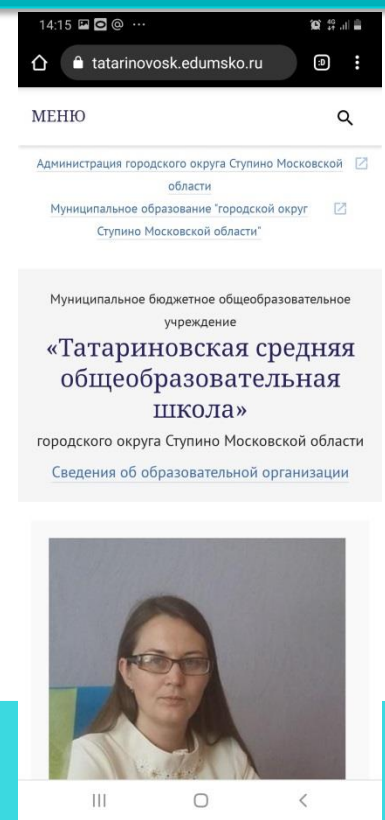 14:15 @ ...
4G
tatarinovosk.edumsko.ru :D
МЕНЮ
Администрация городского округа Ступино Московской
области
Муниципальное образование "городской округ
Ступино Московской области"
Муниципальное бюджетное общеобразовательное
учреждение
«Татариновская средняя
общеобразовательная
школа»
городского округа Ступино Московской области
Сведения об образовательной организации